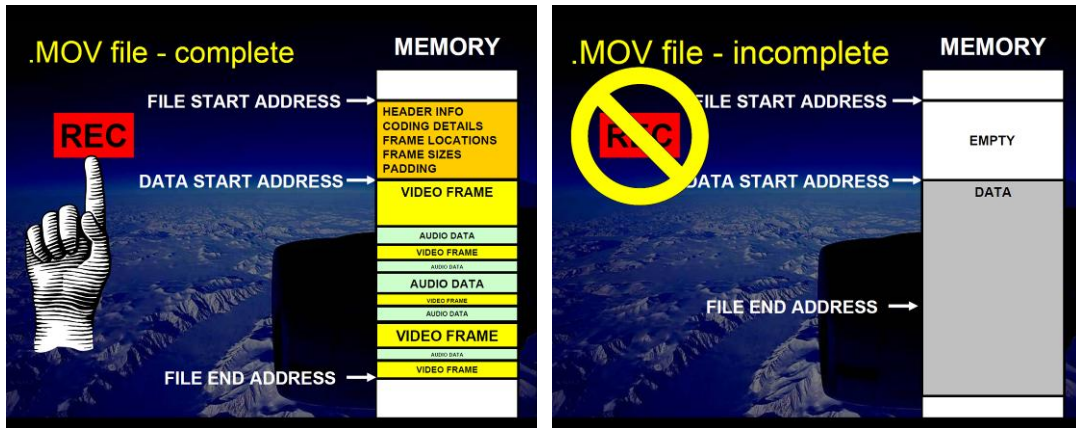 .MOV file - complete
MEMORY
FILE START ADDRESS
HEADER INFO
CODING DETAILS
FRAME LOCATIONS
FRAME SIZES
PADDING
REC
DATA START ADDRESS
VIDEO FRAME
AUDIO DATA
VIDEO FRAME
AUDIO DATA
AUDIO DATA
VIDEO FRAME
AUDIO DATA
VIDEO FRAME
AUDIO DATA
VIDEO FRAME
FILE END ADDRESS
.MOV file - incomplete
MEMORY
FILE START ADDRESS
REC
EMPTY
DATA START ADDRESS
DATA
FILE END ADDRESS